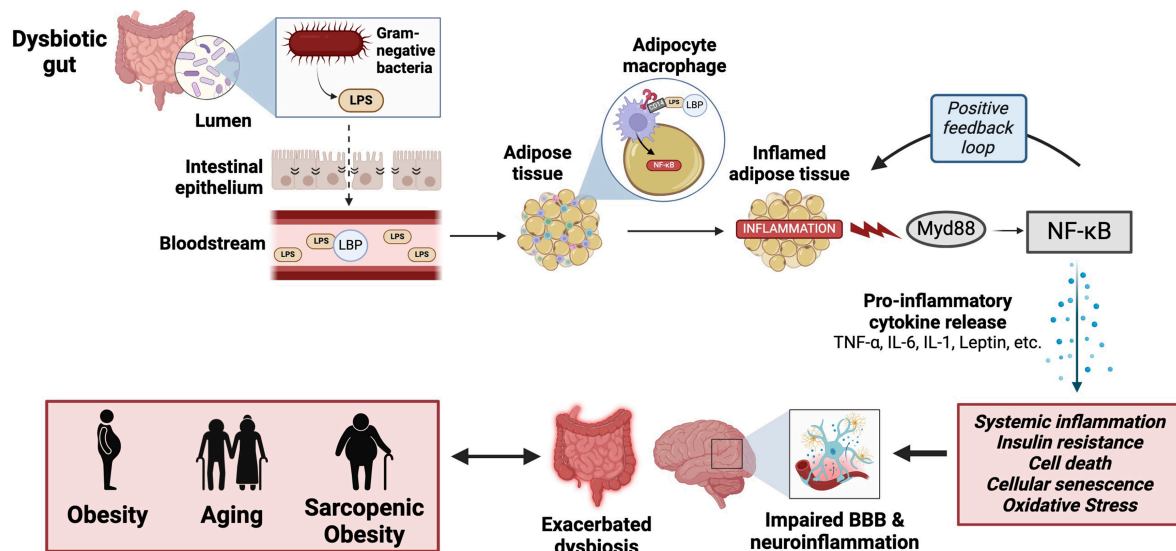 Dysbiotic
gut
Gram-
negative
bacteria
LPS
Lumen
Intestinal
epithelium
Bloodstream
LPS
LPS
LBP
LPS
LPS
Adipose
tissue
Adipocyte
macrophage
CD14
LPS
LBP
NF-κB
Inflamed
adipose tissue
INFLAMMATION
Positive
feedback
loop
Myd88
NF-κB
Pro-inflammatory
cytokine release
TNF-α, IL-6, IL-1, Leptin, etc.
Systemic inflammation
Insulin resistance
Cell death
Cellular senescence
Oxidative Stress
Impaired BBB &
neuroinflammation
Exacerbated
dysbiosis
Obesity
Aging
Sarcopenic
Obesity